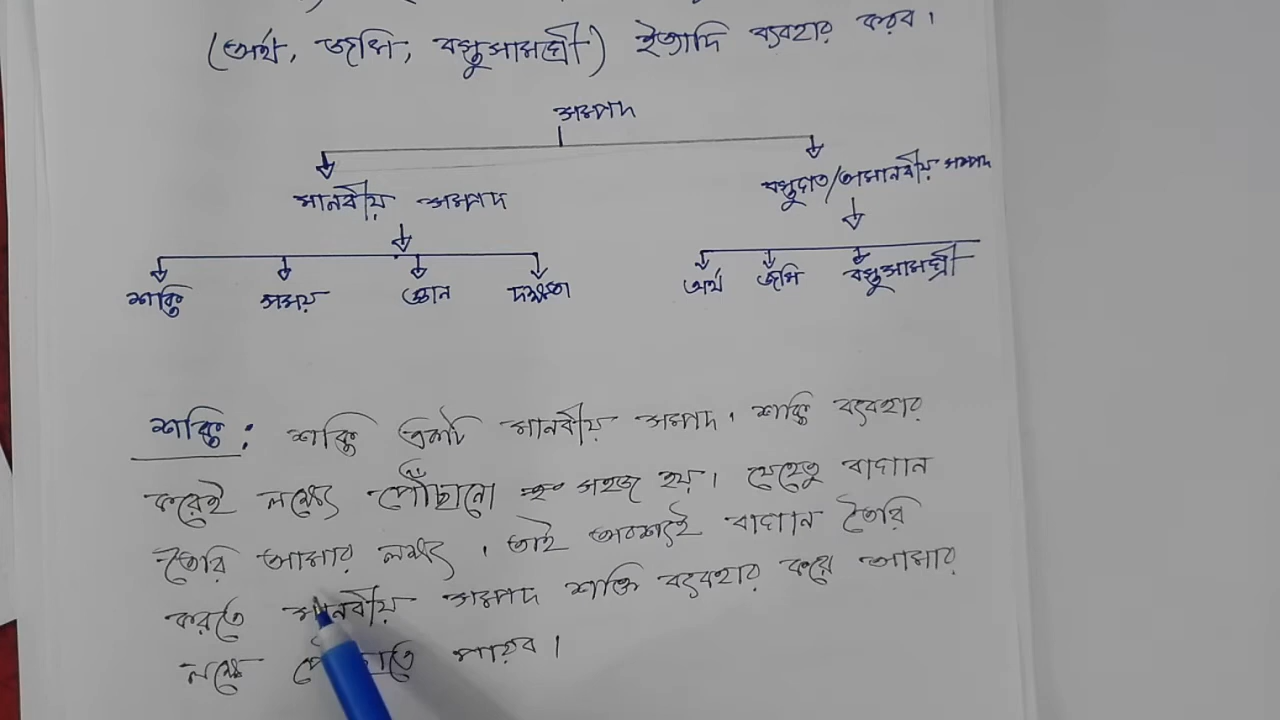 (অর্থ, জমি, বস্তুসামগ্রী) ইত্যাদি ব্যবহার করব।
সম্পদ
মানবীয় সম্পদ
বস্তুগত/অমানবীয় সম্পদ
শক্তি সময় জ্ঞান দক্ষতা
অর্থ জমি বস্তুসামগ্রী
শক্তি: শক্তি একটি মানবীয় সম্পদ। শক্তি ব্যবহার
করেই লক্ষ্যে পৌঁছানো সহজ হয়। যেহেতু বাগান
তৈরি আমার লক্ষ্য, তাই অবশ্যই বাগান তৈরি
করতে মানবীয় সম্পদ শক্তি ব্যবহার করে আমার
লক্ষে পারব।